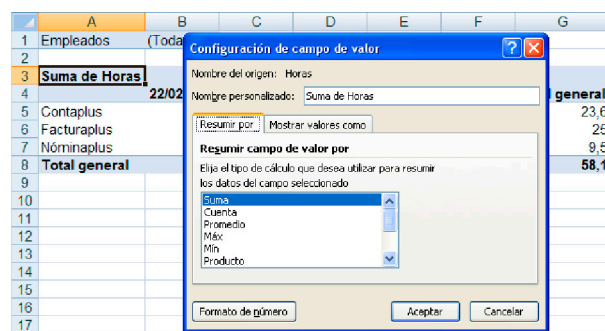 A B C D E F G
1 Empleados (Toda
Configuración de campo de valor
2
Nombre del origen: Horas
3 Suma de Horas
Nombre personalizado: Suma de Horas
4 22/02 general
Resumir por Mostrar valores como
5 Contaplus 23,6
6 Facturaplus 25
7 Nóminaplus 9,5
8 Total general 58,1
Resumir campo de valor por
Elija el tipo de cálculo que desea utilizar para resumir
los datos del campo seleccionado
9
10
11
12
13
14
15
16
17
Suma
Cuenta
Promedio
Máx
Mín
Producto
Formato de número Aceptar Cancelar